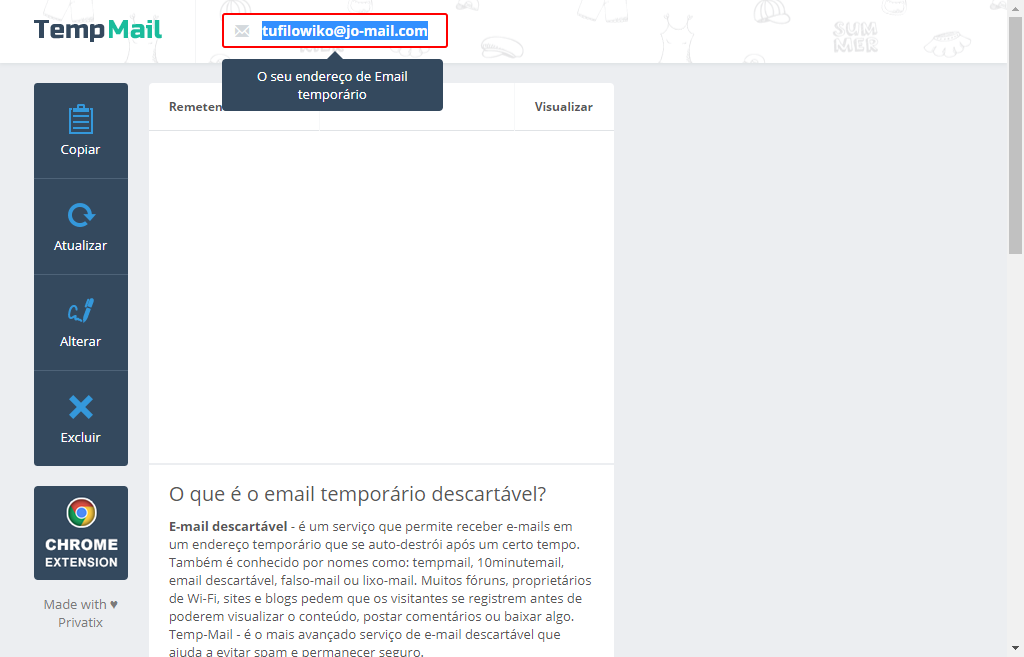 TempMail
tufilowiko@jo-mail.com
SUM
MER
O seu endereço de Email
temporário
Remeten
Visualizar
Copiar
Atualizar
Alterar
Excluir
CHROME
EXTENSION
Made with ♥
Privatix
O que é o email temporário descartável?
E-mail descartável - é um serviço que permite receber e-mails em
um endereço temporário que se auto-destrói após um certo tempo.
Também é conhecido por nomes como: tempmail, 10minutemail,
email descartável, falso-mail ou lixo-mail. Muitos fóruns, proprietários
de Wi-Fi, sites e blogs pedem que os visitantes se registrem antes de
poderem visualizar o conteúdo, postar comentários ou baixar algo.
Temp-Mail - é o mais avançado serviço de e-mail descartável que
ajuda a evitar spam e permanecer seguro.